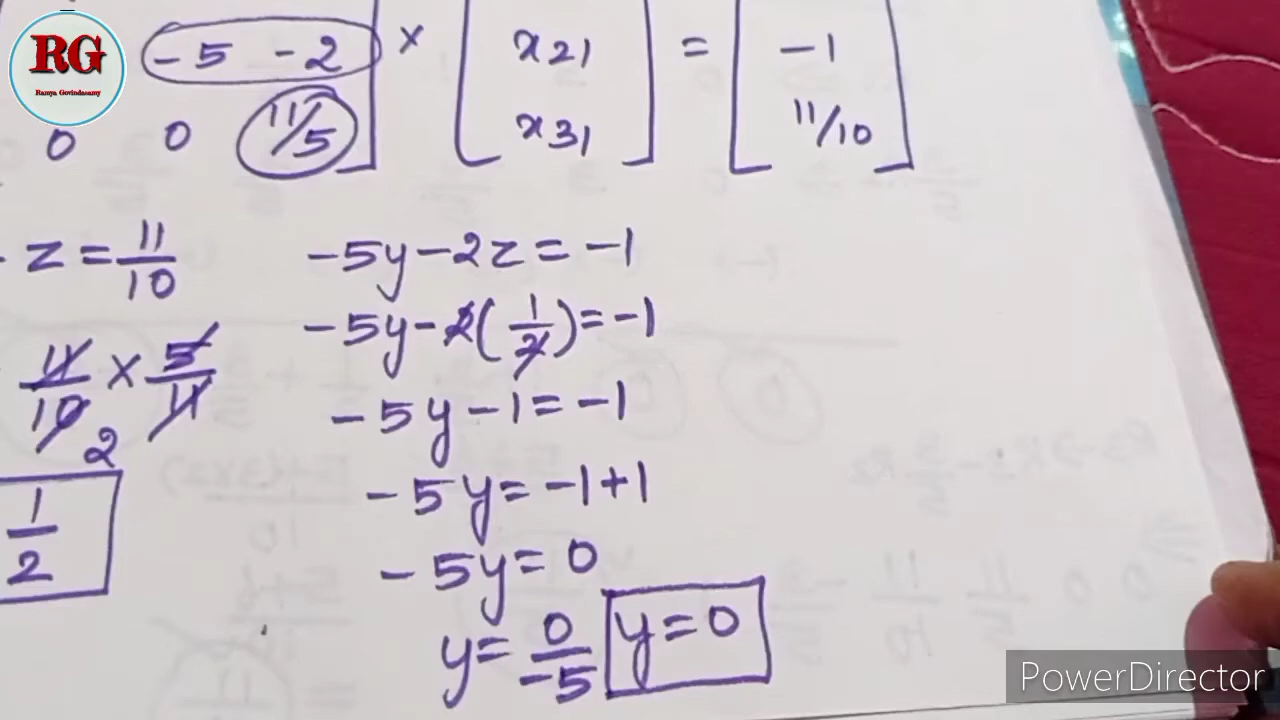 RG
Ramya Govindasamy
-5 -2 × x21 = -1
0 0 11/5 x31 11/10
z = 11/10
11/10 × 5/11
2
1/2
-5y-2z = -1
-5y-2(1/2) = -1
-5y-1 = -1
-5y = -1+1
-5y = 0
y = 0/-5 y=0
PowerDirector